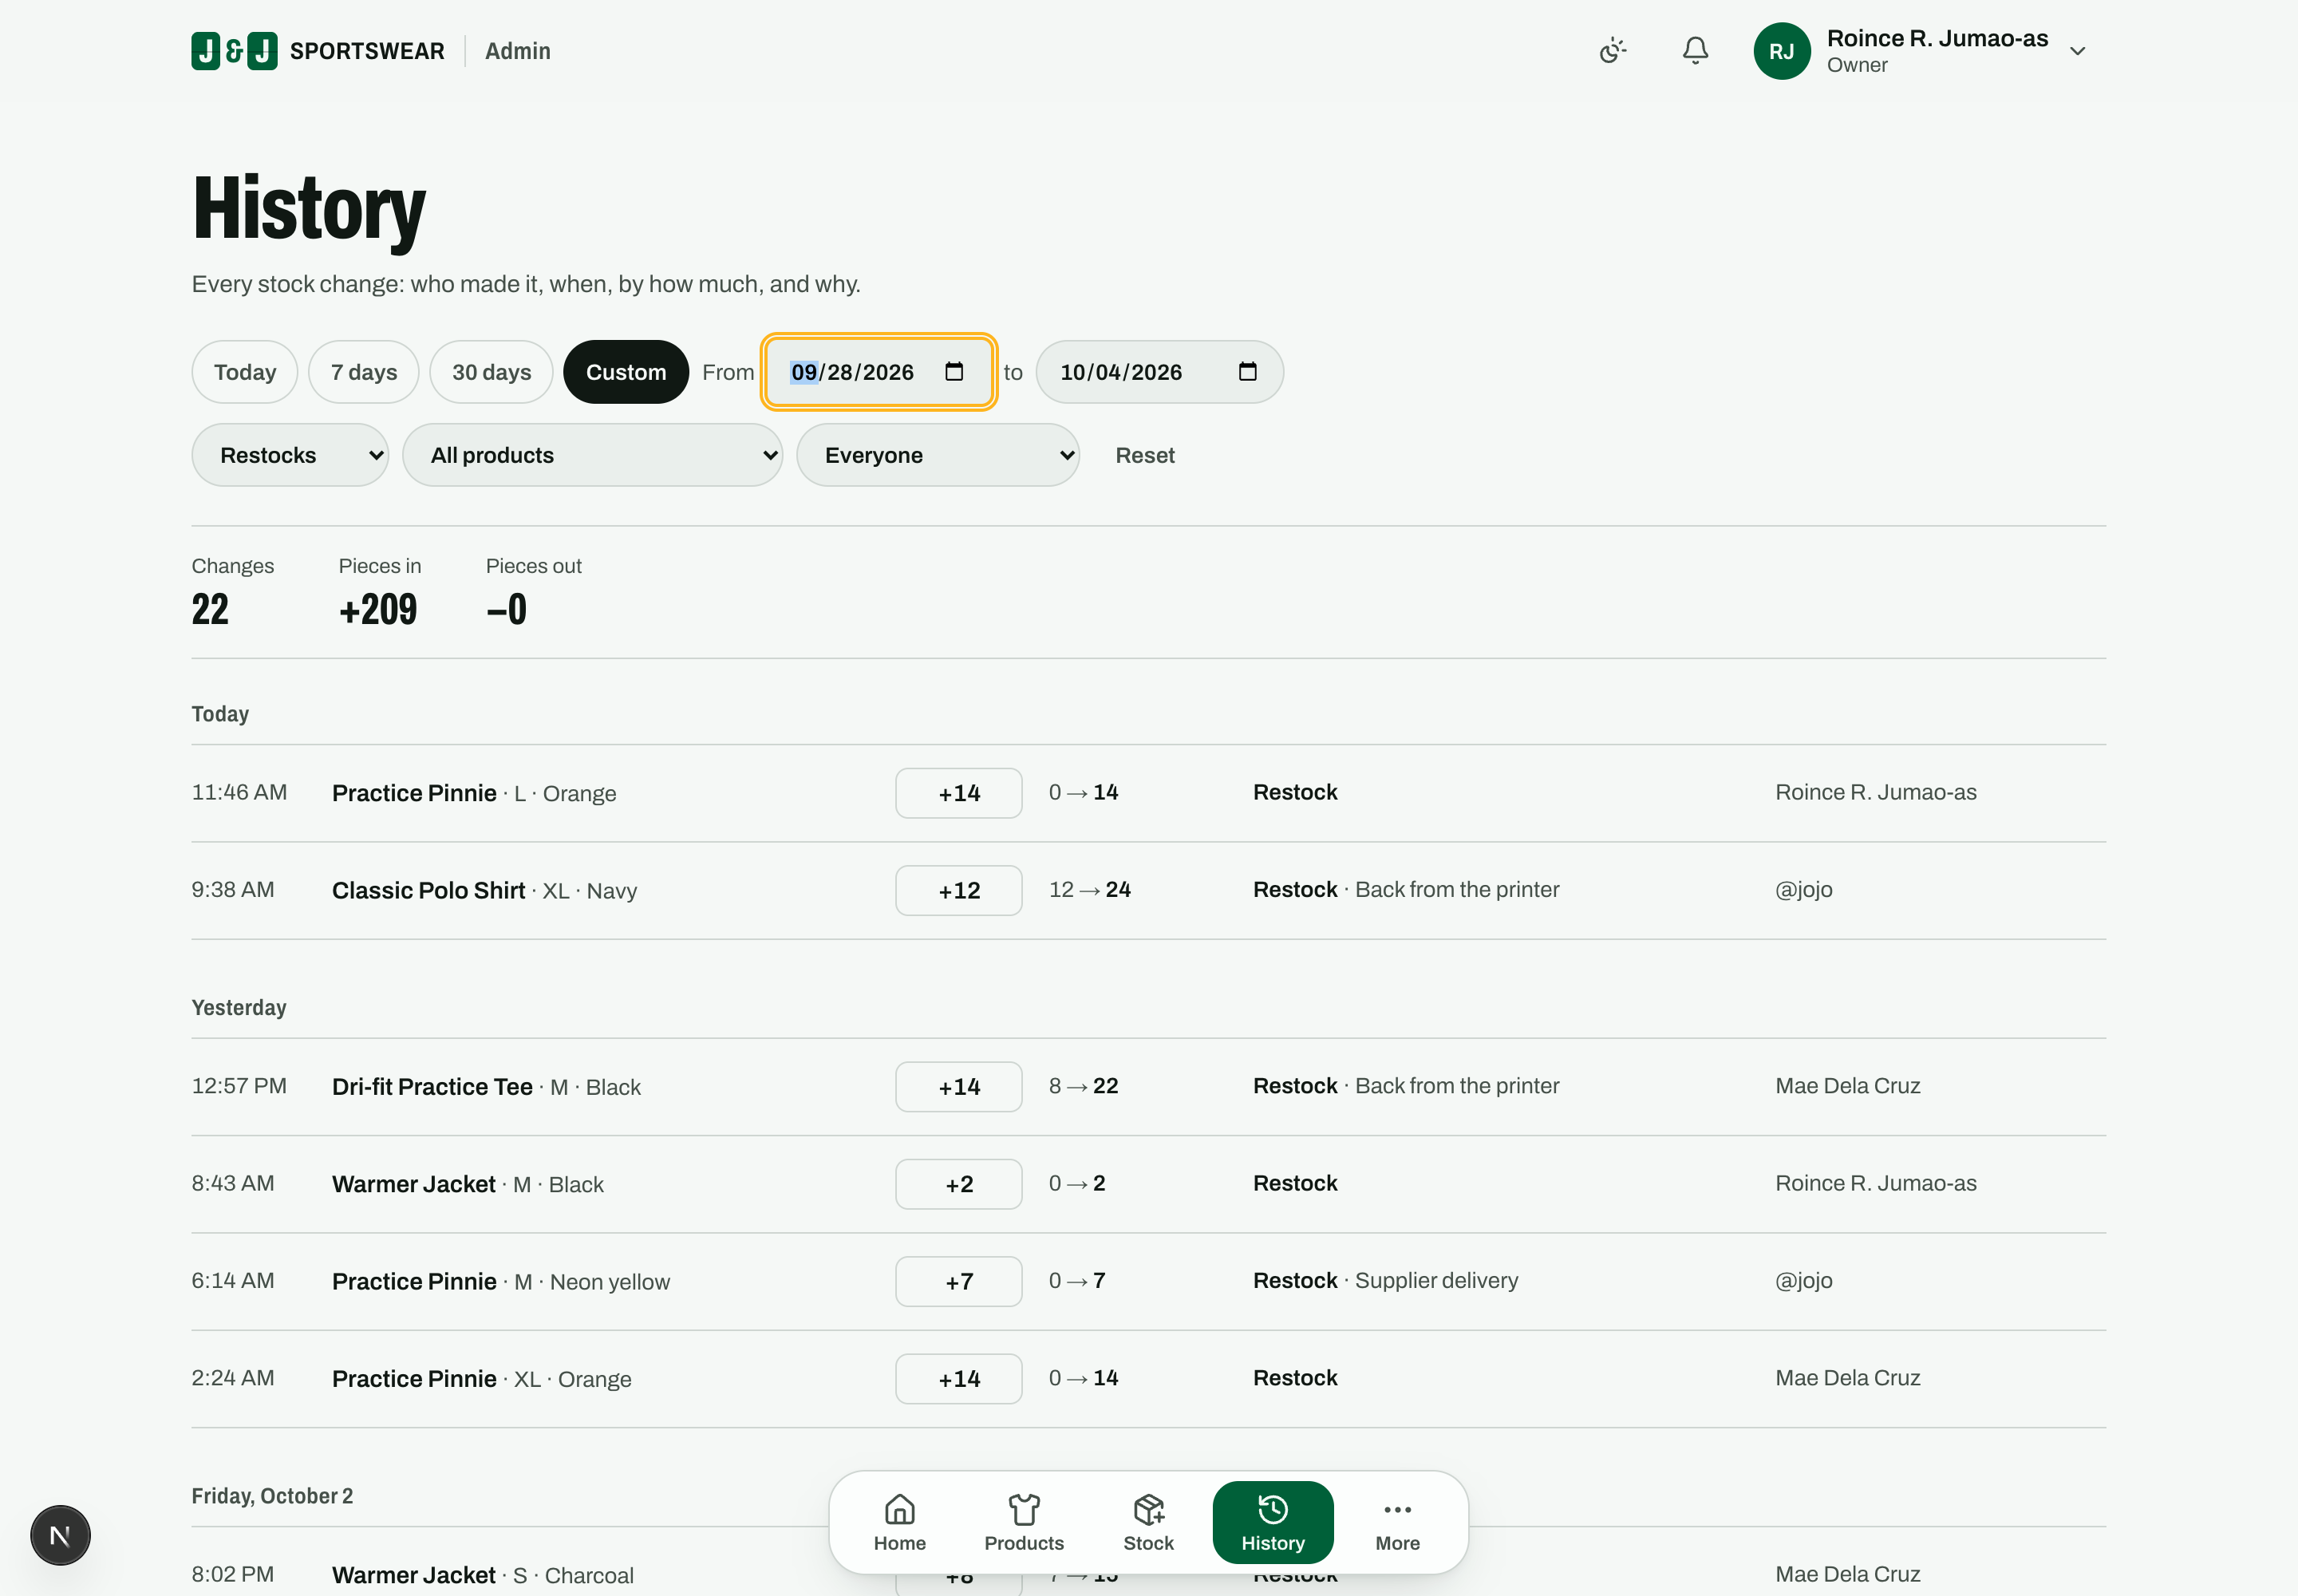 J & J SPORTSWEAR Admin
RJ Roince R. Jumao-as
Owner
History
Every stock change: who made it, when, by how much, and why.
Today 7 days 30 days Custom From 09/28/2026 to 10/04/2026
Restocks All products Everyone Reset
Changes Pieces in Pieces out
22 +209 −0
Today
11:46 AM Practice Pinnie · L · Orange +14 0 → 14 Restock Roince R. Jumao-as
9:38 AM Classic Polo Shirt · XL · Navy +12 12 → 24 Restock · Back from the printer @jojo
Yesterday
12:57 PM Dri-fit Practice Tee · M · Black +14 8 → 22 Restock · Back from the printer Mae Dela Cruz
8:43 AM Warmer Jacket · M · Black +2 0 → 2 Restock Roince R. Jumao-as
6:14 AM Practice Pinnie · M · Neon yellow +7 0 → 7 Restock · Supplier delivery @jojo
2:24 AM Practice Pinnie · XL · Orange +14 0 → 14 Restock Mae Dela Cruz
Friday, October 2
8:02 PM Warmer Jacket · S · Charcoal +8 7 → 15 Restock Mae Dela Cruz
N
Home Products Stock History More